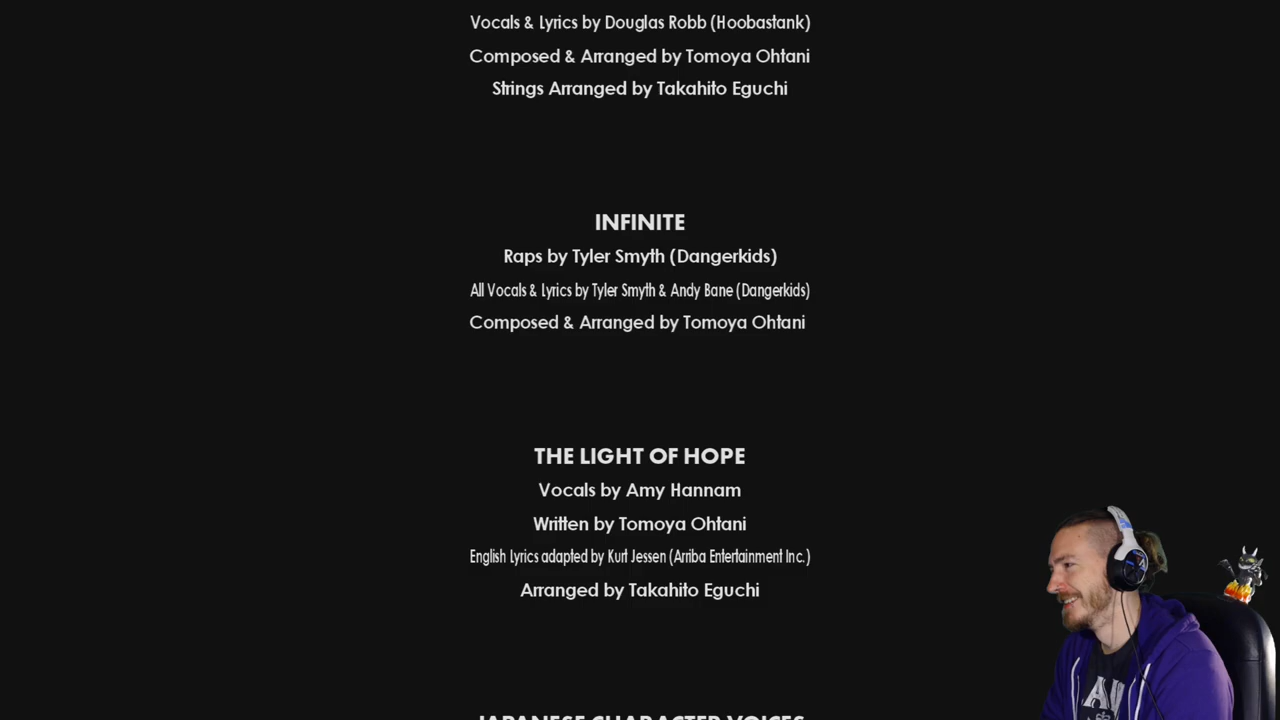 Vocals & Lyrics by Douglas Robb (Hoobastank)
Composed & Arranged by Tomoya Ohtani
Strings Arranged by Takahito Eguchi
INFINITE
Raps by Tyler Smyth (Dangerkids)
All Vocals & Lyrics by Tyler Smyth & Andy Bane (Dangerkids)
Composed & Arranged by Tomoya Ohtani
THE LIGHT OF HOPE
Vocals by Amy Hannam
Written by Tomoya Ohtani
English Lyrics adapted by Kurt Jessen (Arriba Entertainment Inc.)
Arranged by Takahito Eguchi
JAPANESE CHARACTER VOICES